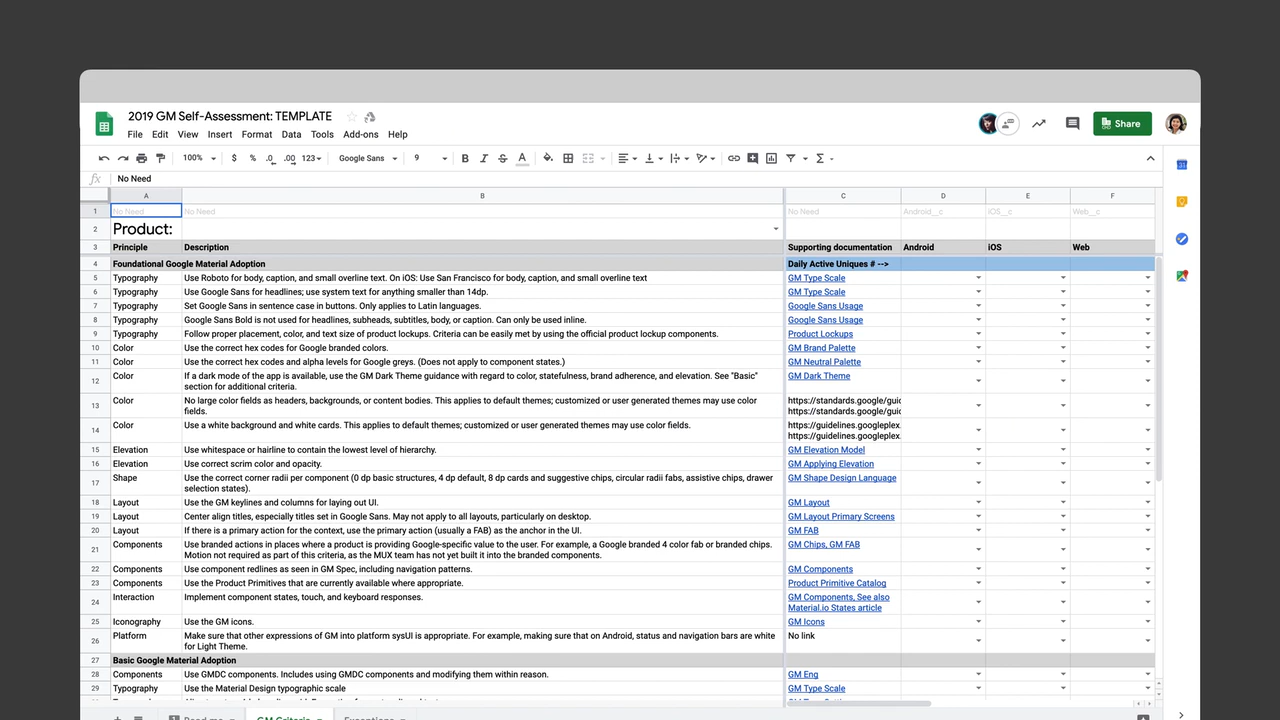 2019 GM Self-Assessment: TEMPLATE
File Edit View Insert Format Data Tools Add-ons Help
Share
100% $ % .0 .00 123 Google Sans 9 B I S A
fx No Need
A B C D E F
1 No Need No Need No Need Android__c iOS__c Web__c
2 Product:
3 Principle Description Supporting documentation Android iOS Web
4 Foundational Google Material Adoption Daily Active Uniques # -->
5 Typography Use Roboto for body, caption, and small overline text. On iOS: Use San Francisco for body, caption, and small overline text GM Type Scale
6 Typography Use Google Sans for headlines; use system text for anything smaller than 14dp. GM Type Scale
7 Typography Set Google Sans in sentence case in buttons. Only applies to Latin languages. Google Sans Usage
8 Typography Google Sans Bold is not used for headlines, subheads, subtitles, body, or caption. Can only be used inline. Google Sans Usage
9 Typography Follow proper placement, color, and text size of product lockups. Criteria can be easily met by using the official product lockup components. Product Lockups
10 Color Use the correct hex codes for Google branded colors. GM Brand Palette
11 Color Use the correct hex codes and alpha levels for Google greys. (Does not apply to component states.) GM Neutral Palette
12 Color If a dark mode of the app is available, use the GM Dark Theme guidance with regard to color, statefulness, brand adherence, and elevation. See "Basic" GM Dark Theme
section for additional criteria.
13 Color No large color fields as headers, backgrounds, or content bodies. This applies to default themes; customized or user generated themes may use color https://standards.google/guic
fields. https://standards.google/guic
14 Color Use a white background and white cards. This applies to default themes; customized or user generated themes may use color fields. https://guidelines.googleplex.
https://guidelines.googleplex.
15 Elevation Use whitespace or hairline to contain the lowest level of hierarchy. GM Elevation Model
16 Elevation Use correct scrim color and opacity. GM Applying Elevation
17 Shape Use the correct corner radii per component (0 dp basic structures, 4 dp default, 8 dp cards and suggestive chips, circular radii fabs, assistive chips, drawer GM Shape Design Language
selection states).
18 Layout Use the GM keylines and columns for laying out UI. GM Layout
19 Layout Center align titles, especially titles set in Google Sans. May not apply to all layouts, particularly on desktop. GM Layout Primary Screens
20 Layout If there is a primary action for the context, use the primary action (usually a FAB) as the anchor in the UI. GM FAB
21 Components Use branded actions in places where a product is providing Google-specific value to the user. For example, a Google branded 4 color fab or branded chips. GM Chips, GM FAB
Motion not required as part of this criteria, as the MUX team has not yet built it into the branded components.
22 Components Use component redlines as seen in GM Spec, including navigation patterns. GM Components
23 Components Use the Product Primitives that are currently available where appropriate. Product Primitive Catalog
24 Interaction Implement component states, touch, and keyboard responses. GM Components, See also
Material.io States article
25 Iconography Use the GM icons. GM Icons
26 Platform Make sure that other expressions of GM into platform sysUI is appropriate. For example, making sure that on Android, status and navigation bars are white No link
for Light Theme.
27 Basic Google Material Adoption
28 Components Use GMDC components. Includes using GMDC components and modifying them within reason. GM Eng
29 Typography Use the Material Design typographic scale GM Type Scale
Read me GM Criteria Exceptions